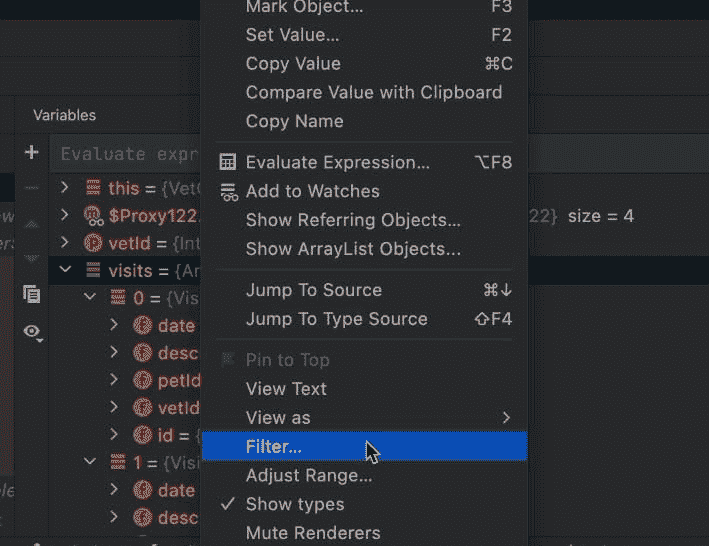 Mark Object... F3
Set Value... F2
Copy Value ⌘C
Compare Value with Clipboard
Copy Name
Variables
Evaluate expr
Evaluate Expression... ⌥F8
Add to Watches
this = {Vet
$Proxy122 22} size = 4
Show Referring Objects...
vetId = {Int
Show ArrayList Objects...
visits = {Ar
Jump To Source ⌘↓
0 = {Vis
Jump To Type Source ⇧F4
date
desc
Pin to Top
petId
View Text
vetId
View as
id = {
Filter...
1 = {Visi
Adjust Range...
date
Show types
desc
Mute Renderers